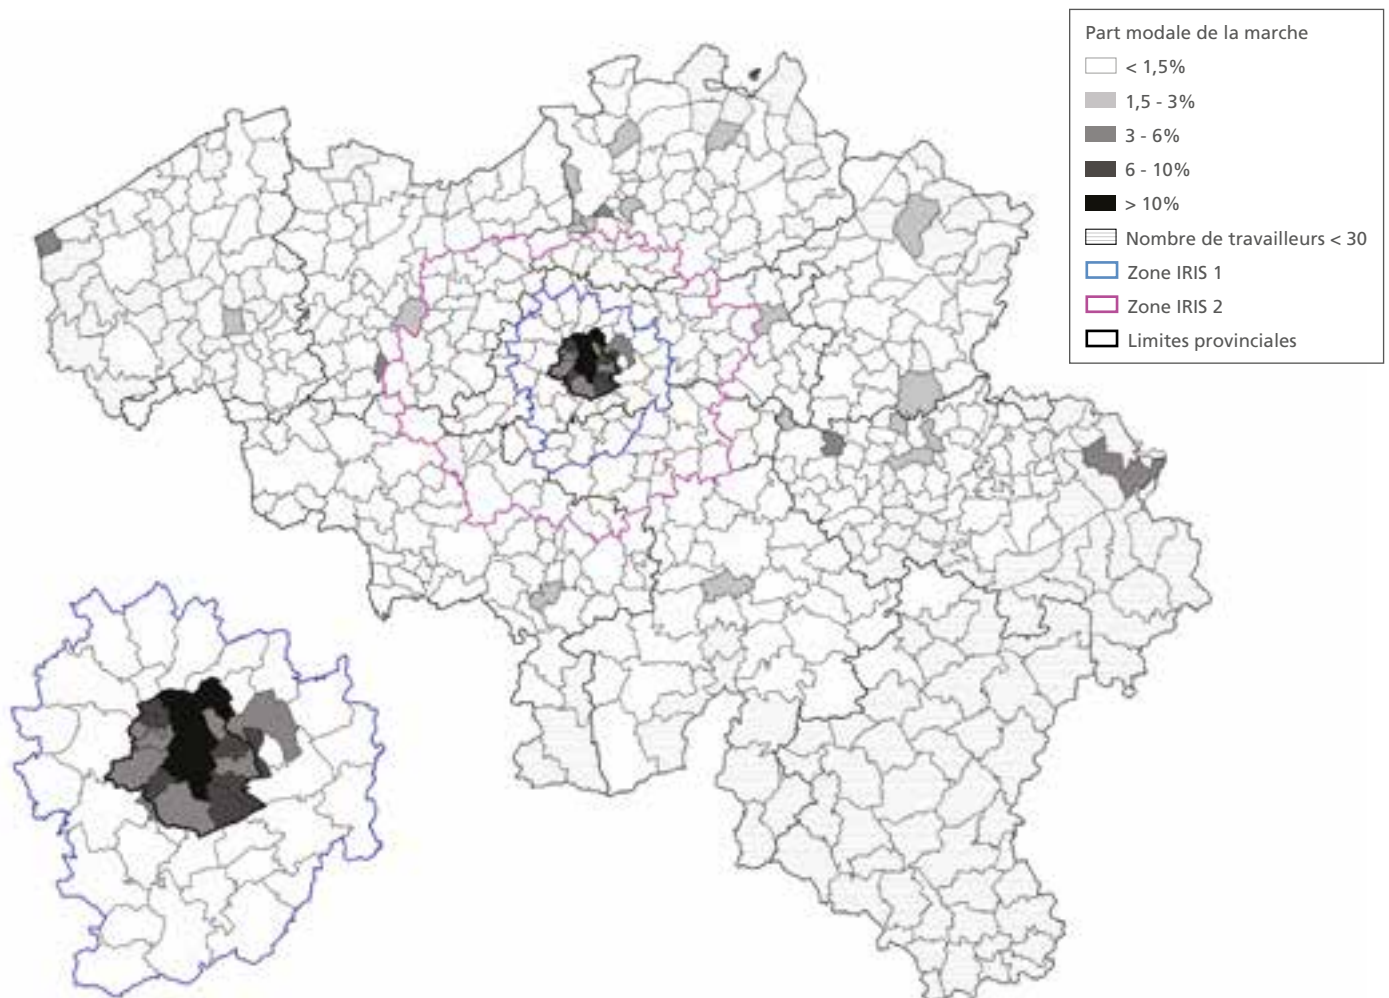 Part modale de la marche
< 1,5%
1,5 - 3%
3 - 6%
6 - 10%
> 10%
Nombre de travailleurs < 30
Zone IRIS 1
Zone IRIS 2
Limites provinciales